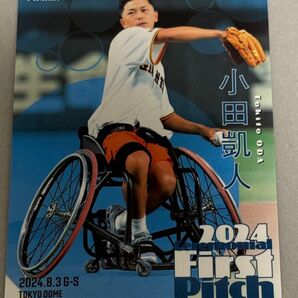 小田凱人
Tokito ODA
2024
Ceremonial
First
Pitch
2024.8.3 G-S
TOKYO DOME